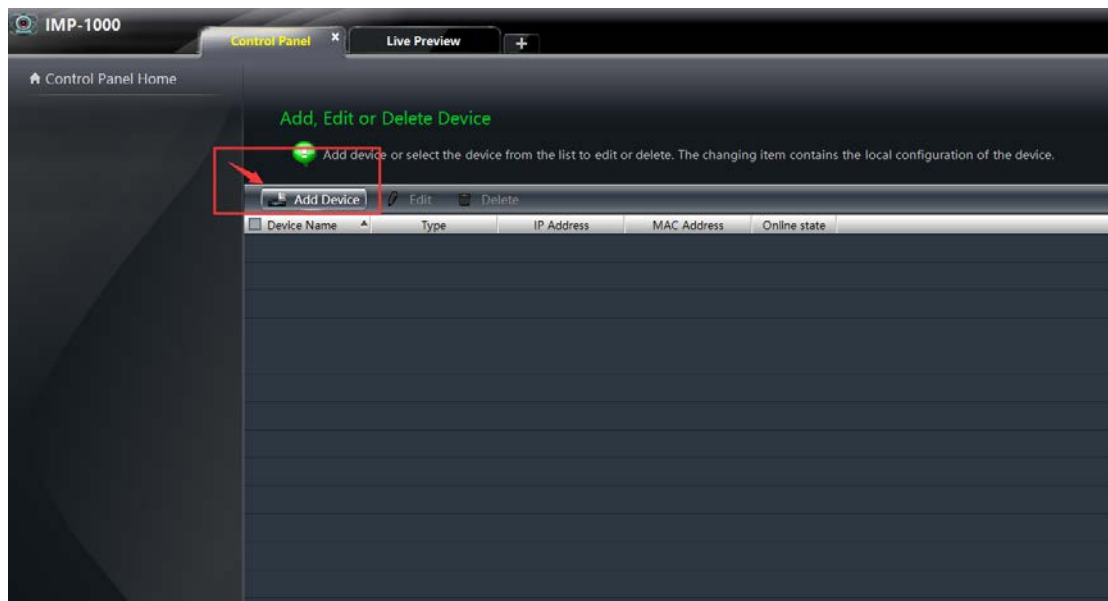 IMP-1000
Control Panel x Live Preview +
Control Panel Home
Add, Edit or Delete Device
Add device or select the device from the list to edit or delete. The changing item contains the local configuration of the device.
Add Device Edit Delete
Device Name Type IP Address MAC Address Online state